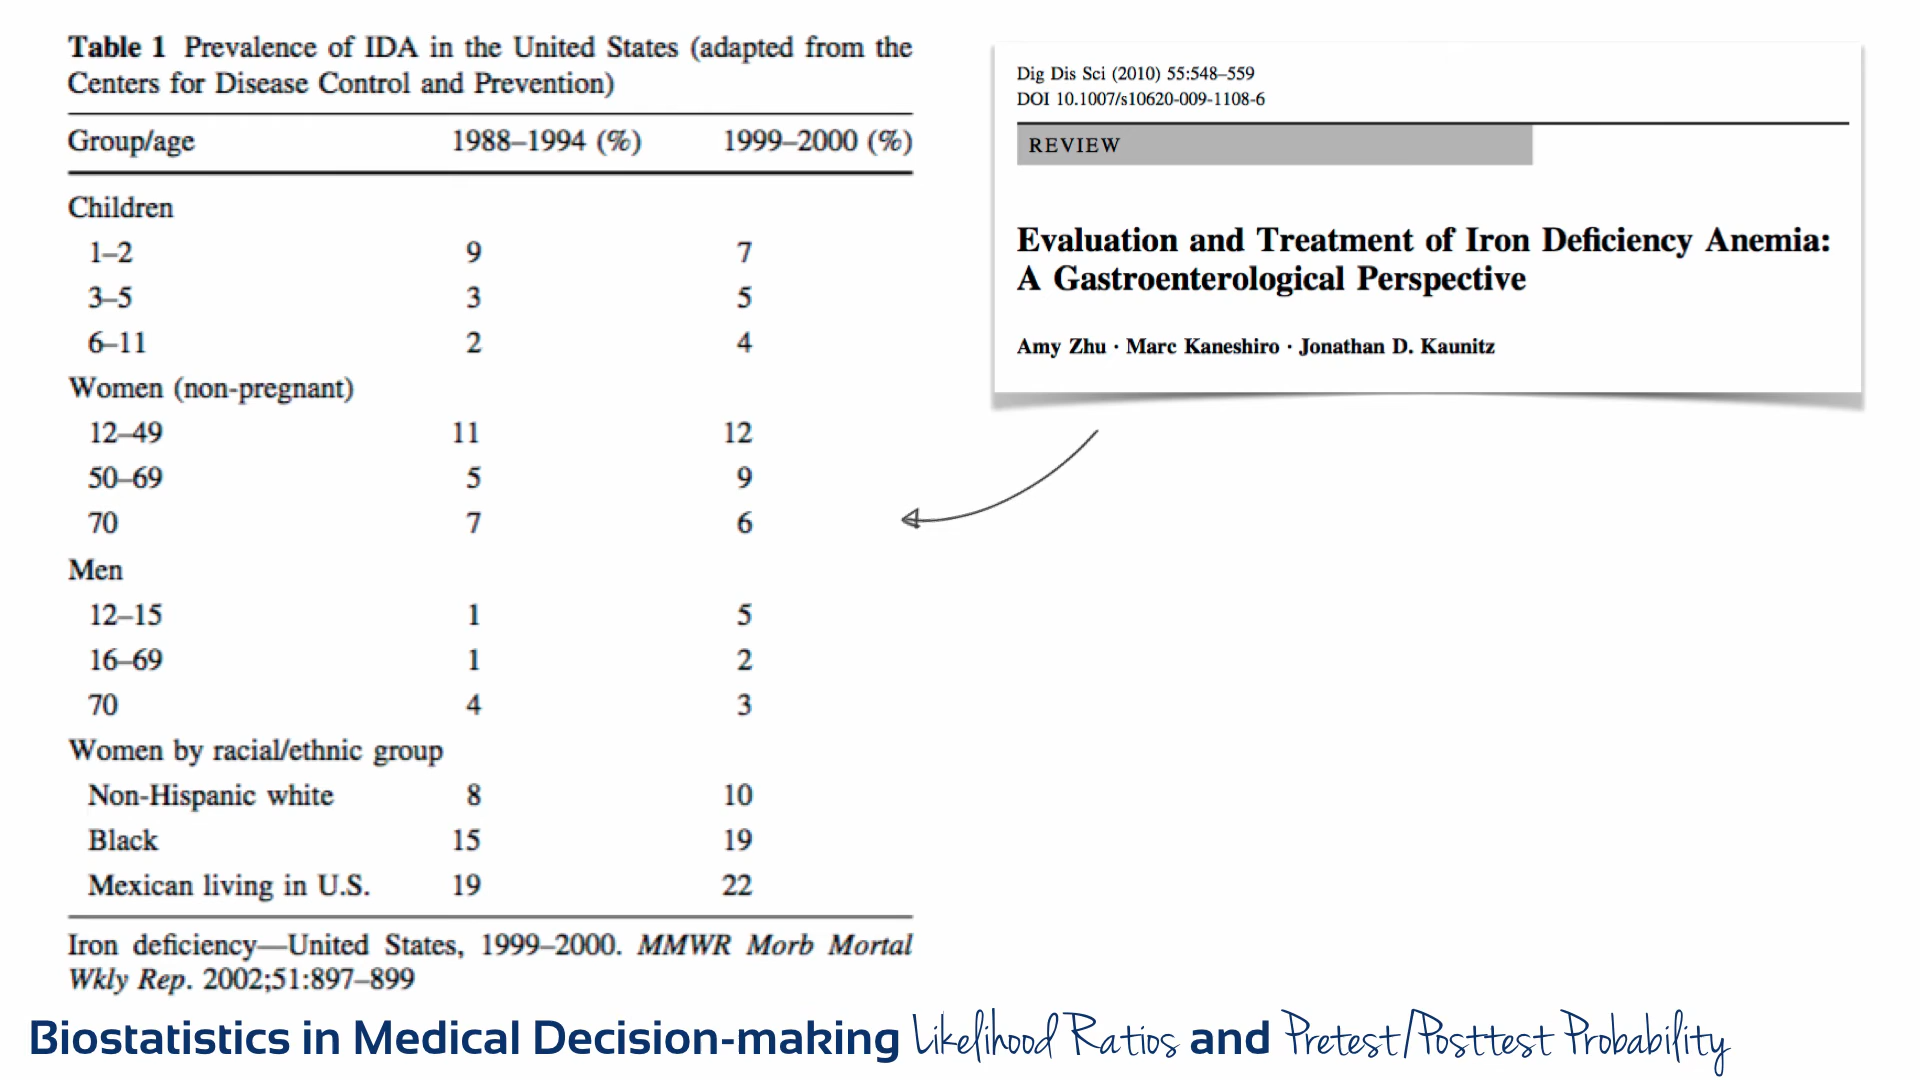 Table 1 Prevalence of IDA in the United States (adapted from the
Centers for Disease Control and Prevention)
Group/age 1988–1994 (%) 1999–2000 (%)
Children
1–2 9 7
3–5 3 5
6–11 2 4
Women (non-pregnant)
12–49 11 12
50–69 5 9
70 7 6
Men
12–15 1 5
16–69 1 2
70 4 3
Women by racial/ethnic group
Non-Hispanic white 8 10
Black 15 19
Mexican living in U.S. 19 22
Iron deficiency—United States, 1999–2000. MMWR Morb Mortal
Wkly Rep. 2002;51:897–899
Dig Dis Sci (2010) 55:548–559
DOI 10.1007/s10620-009-1108-6
REVIEW
Evaluation and Treatment of Iron Deficiency Anemia:
A Gastroenterological Perspective
Amy Zhu · Marc Kaneshiro · Jonathan D. Kaunitz
Biostatistics in Medical Decision-making Likelihood Ratios and Pretest/Posttest Probability